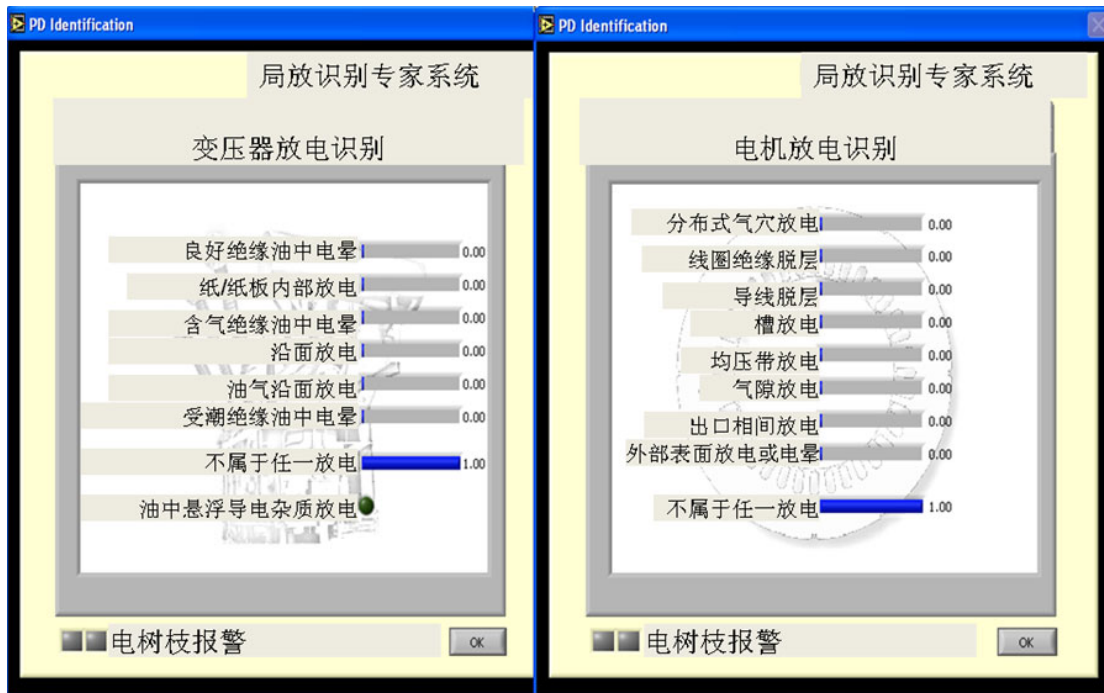 PD Identification
局放识别专家系统
变压器放电识别
良好绝缘油中电晕 0.00
纸/纸板内部放电 0.00
含气绝缘油中电晕 0.00
沿面放电 0.00
油气沿面放电 0.00
受潮绝缘油中电晕 0.00
不属于任一放电 1.00
油中悬浮导电杂质放电
电树枝报警
OK
PD Identification
局放识别专家系统
电机放电识别
分布式气穴放电 0.00
线圈绝缘脱层 0.00
导线脱层 0.00
槽放电 0.00
均压带放电 0.00
气隙放电 0.00
出口相间放电 0.00
外部表面放电或电晕 0.00
不属于任一放电 1.00
电树枝报警
OK